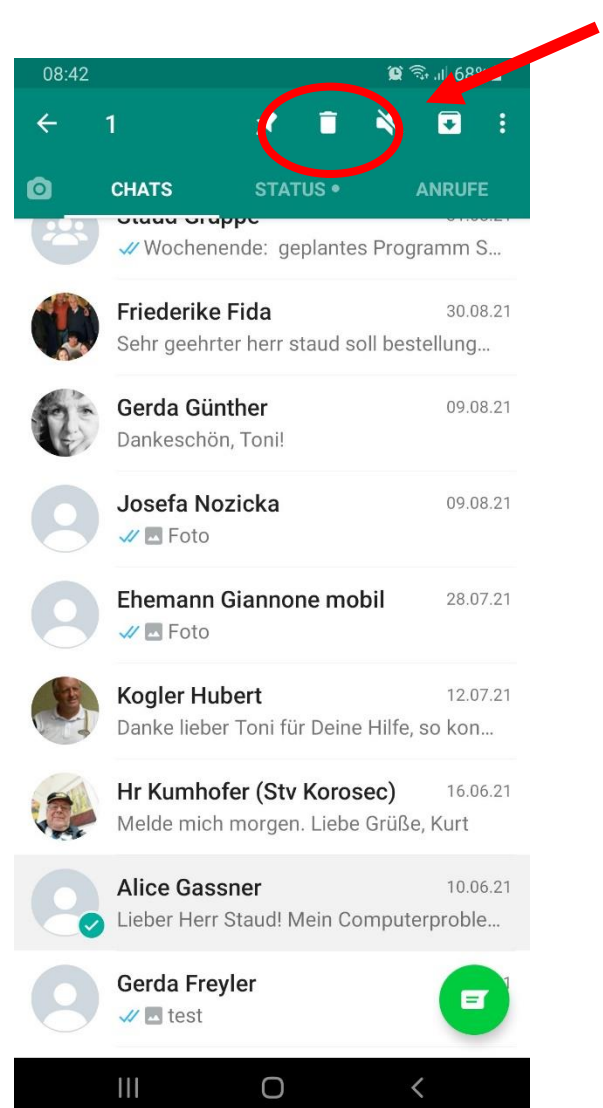 08:42 68%
1
CHATS STATUS ANRUFE
Staud Gruppe
Wochenende: geplantes Programm S...
Friederike Fida 30.08.21
Sehr geehrter herr staud soll bestellung...
Gerda Günther 09.08.21
Dankeschön, Toni!
Josefa Nozicka 09.08.21
Foto
Ehemann Giannone mobil 28.07.21
Foto
Kogler Hubert 12.07.21
Danke lieber Toni für Deine Hilfe, so kon...
Hr Kumhofer (Stv Korosec) 16.06.21
Melde mich morgen. Liebe Grüße, Kurt
Alice Gassner 10.06.21
Lieber Herr Staud! Mein Computerproble...
Gerda Freyler
test